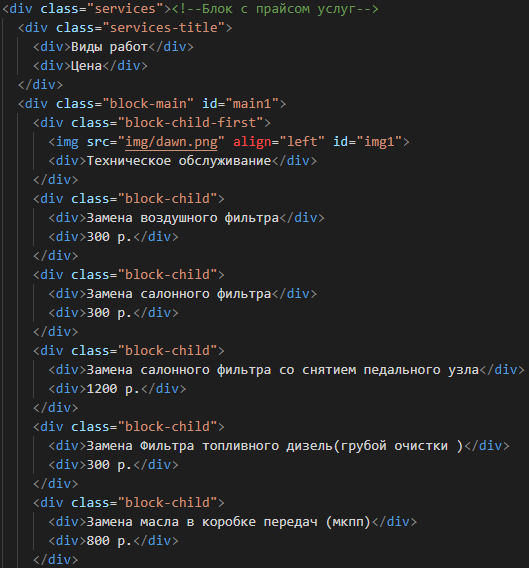 <div class="services"><!--Блок с прайсом услуг-->
<div class="services-title">
<div>Виды работ</div>
<div>Цена</div>
</div>
<div class="block-main" id="main1">
<div class="block-child-first">
<img src="img/dawn.png" align="left" id="img1">
<div>Техническое обслуживание</div>
</div>
<div class="block-child">
<div>Замена воздушного фильтра</div>
<div>300 р.</div>
</div>
<div class="block-child">
<div>Замена салонного фильтра</div>
<div>300 р.</div>
</div>
<div class="block-child">
<div>Замена салонного фильтра со снятием педального узла</div>
<div>1200 р.</div>
</div>
<div class="block-child">
<div>Замена Фильтра топливного дизель(грубой очистки )</div>
<div>300 р.</div>
</div>
<div class="block-child">
<div>Замена масла в коробке передач (мкпп)</div>
<div>800 р.</div>
</div>